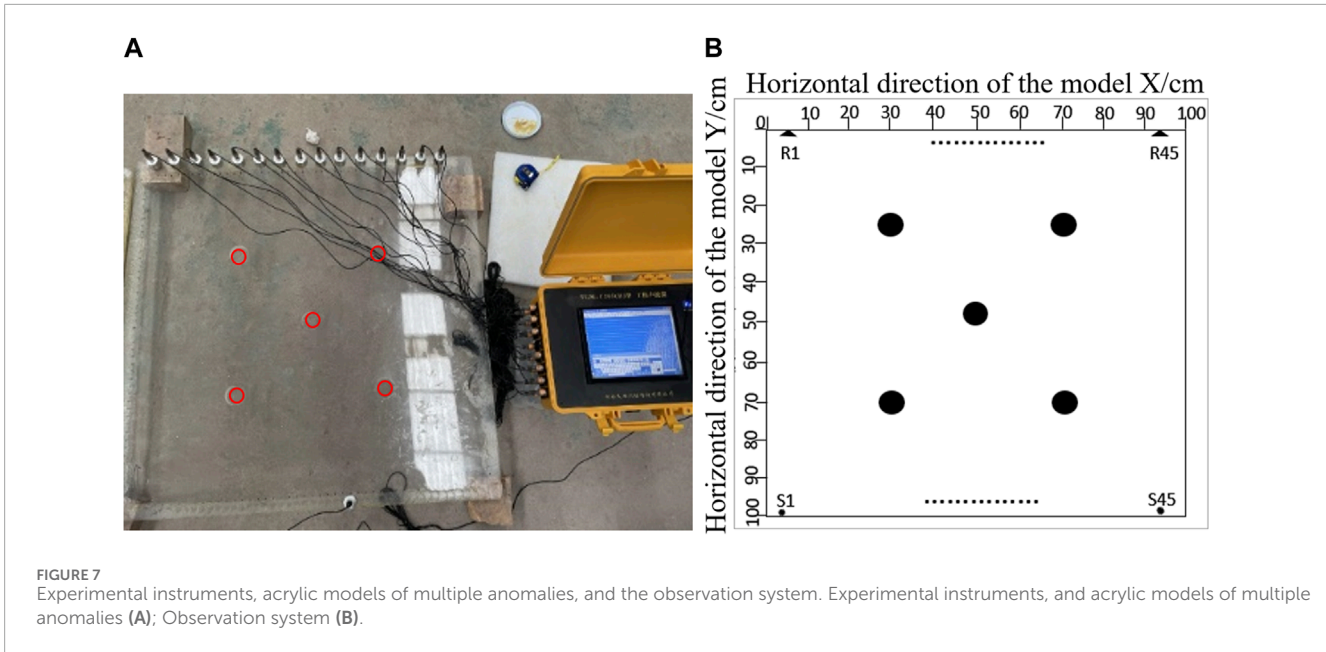 A
B
Horizontal direction of the model X/cm
Horizontal direction of the model Y/cm
0 10 20 30 40 50 60 70 80 90 100
R1
R45
10
20
30
40
50
60
70
80
90
100
S1
S45
FIGURE 7
Experimental instruments, acrylic models of multiple anomalies, and the observation system. Experimental instruments, and acrylic models of multiple
anomalies (A); Observation system (B).